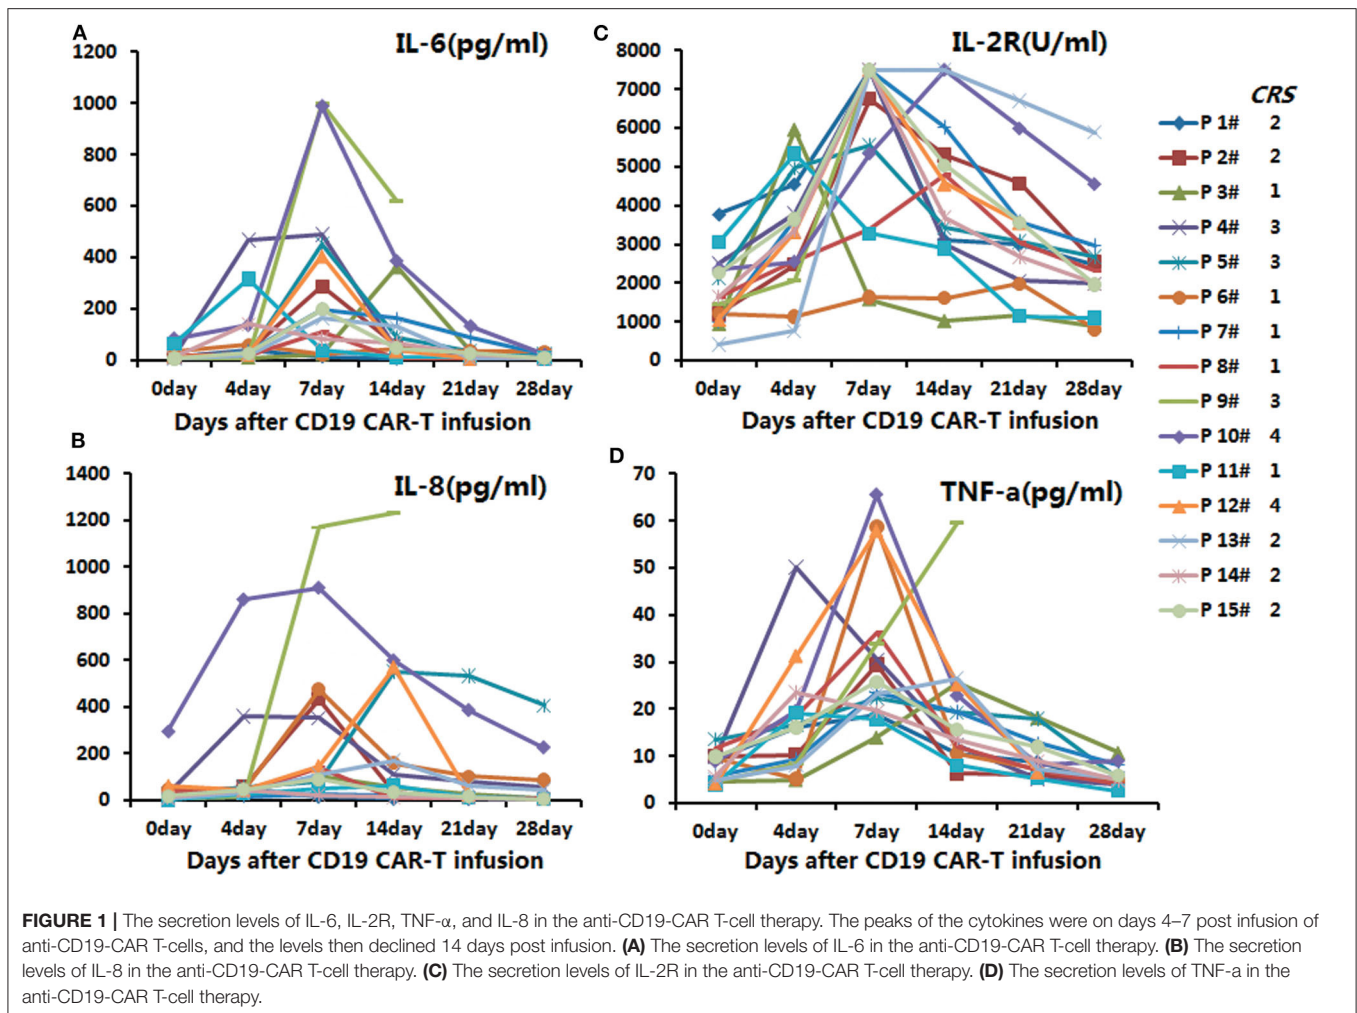 A
IL-6(pg/ml)
1200
1000
800
600
400
200
0
0day 4day 7day 14day 21day 28day
Days after CD19 CAR-T infusion
B
IL-8(pg/ml)
1400
1200
1000
800
600
400
200
0
0day 4day 7day 14day 21day 28day
Days after CD19 CAR-T infusion
C
IL-2R(U/ml)
8000
7000
6000
5000
4000
3000
2000
1000
0
0day 4day 7day 14day 21day 28day
Days after CD19 CAR-T infusion
D
TNF-a(pg/ml)
70
60
50
40
30
20
10
0
0day 4day 7day 14day 21day 28day
Days after CD19 CAR-T infusion
CRS
P 1# 2
P 2# 2
P 3# 1
P 4# 3
P 5# 3
P 6# 1
P 7# 1
P 8# 1
P 9# 3
P 10# 4
P 11# 1
P 12# 4
P 13# 2
P 14# 2
P 15# 2
FIGURE 1 | The secretion levels of IL-6, IL-2R, TNF-α, and IL-8 in the anti-CD19-CAR T-cell therapy. The peaks of the cytokines were on days 4–7 post infusion of
anti-CD19-CAR T-cells, and the levels then declined 14 days post infusion. (A) The secretion levels of IL-6 in the anti-CD19-CAR T-cell therapy. (B) The secretion
levels of IL-8 in the anti-CD19-CAR T-cell therapy. (C) The secretion levels of IL-2R in the anti-CD19-CAR T-cell therapy. (D) The secretion levels of TNF-a in the
anti-CD19-CAR T-cell therapy.